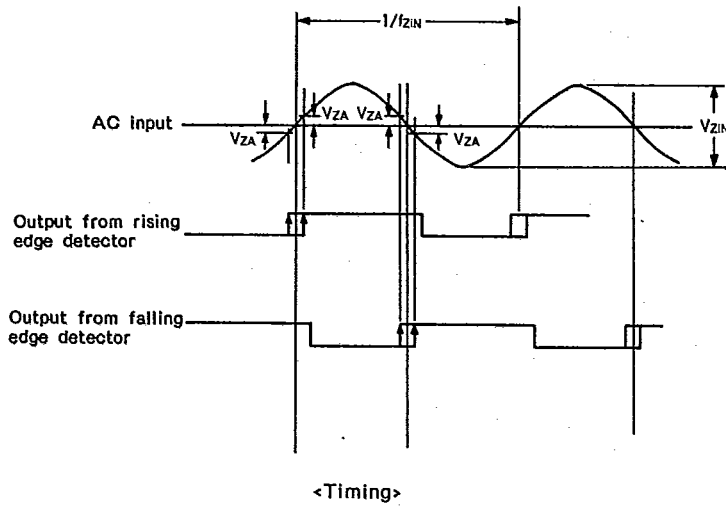 1/fZIN
AC input
VZA
VZA
VZA
VZA
VZIN
Output from rising
edge detector
Output from falling
edge detector
<Timing>